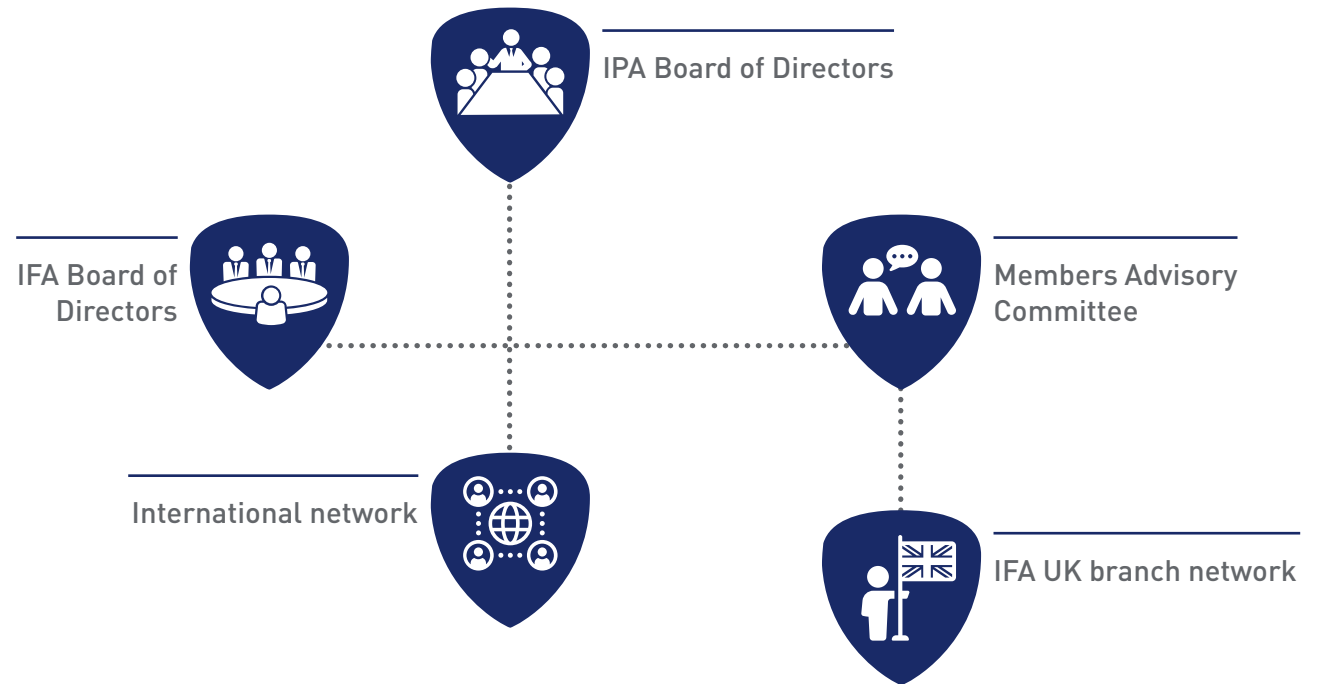 IPA Board of Directors
IFA Board of
Directors
Members Advisory
Committee
International network
IFA UK branch network